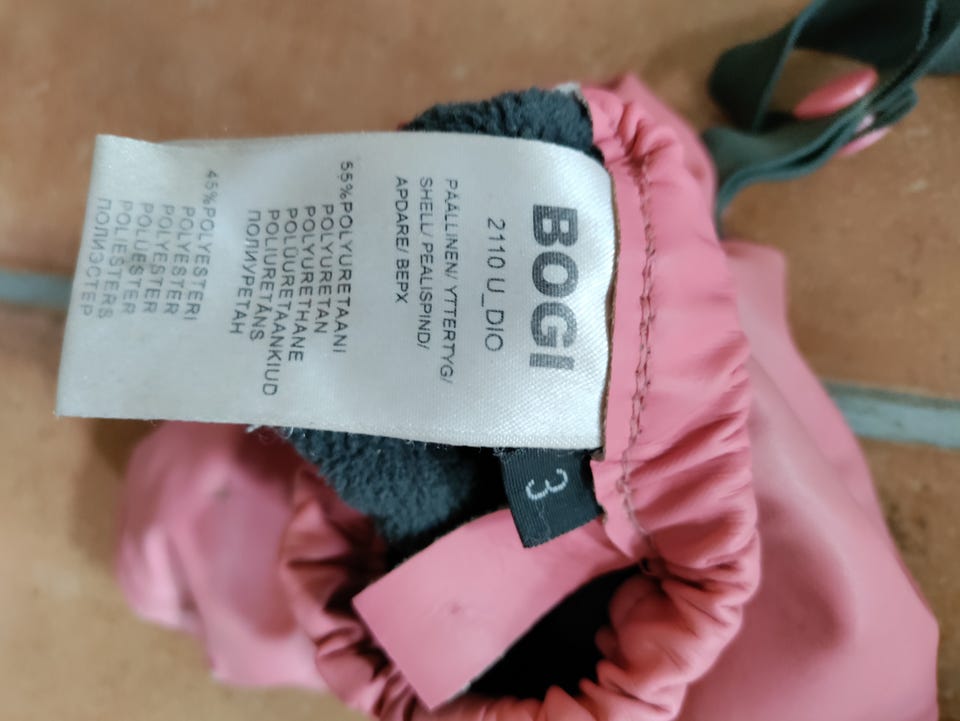 BOGI
2110 U_DIO
PÄÄLLINEN/ YTTERTYG/
SHELL/ PEALISPIND/
APDARE/ ВЕРХ
55%POLYURETAANI
POLYURETAN
POLYURETHANE
POLÜURETAANKIUD
POLIURETĀNS
ПОЛИУРЕТАН
45%POLYESTERI
POLYESTER
POLYESTER
POLÜESTER
POLIESTERS
ПОЛИЭСТЕР
3